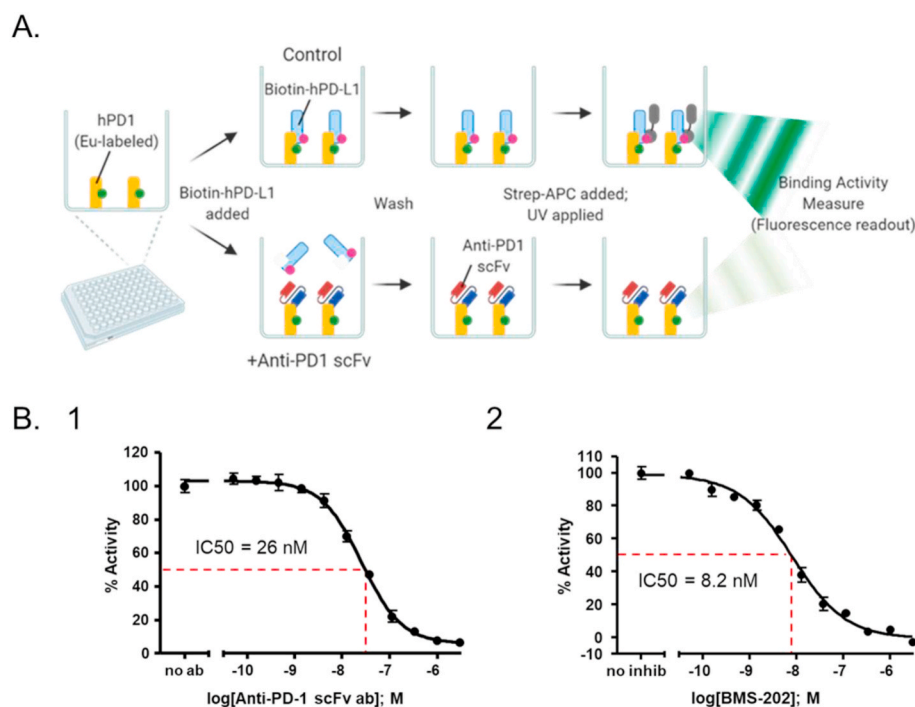 A.
Control
Biotin-hPD-L1
hPD1
(Eu-labeled)
Biotin-hPD-L1
added
Wash
Strep-APC added;
UV applied
Binding Activity
Measure
(Fluorescence readout)
Anti-PD1
scFv
+Anti-PD1 scFv
B. 1
120
100
80
60
40
20
0
% Activity
IC50 = 26 nM
no ab
-10
-9
-8
-7
-6
log[Anti-PD-1 scFv ab]; M
2
120
100
80
60
40
20
0
-10
% Activity
IC50 = 8.2 nM
no inhib
-10
-9
-8
-7
-6
log[BMS-202]; M